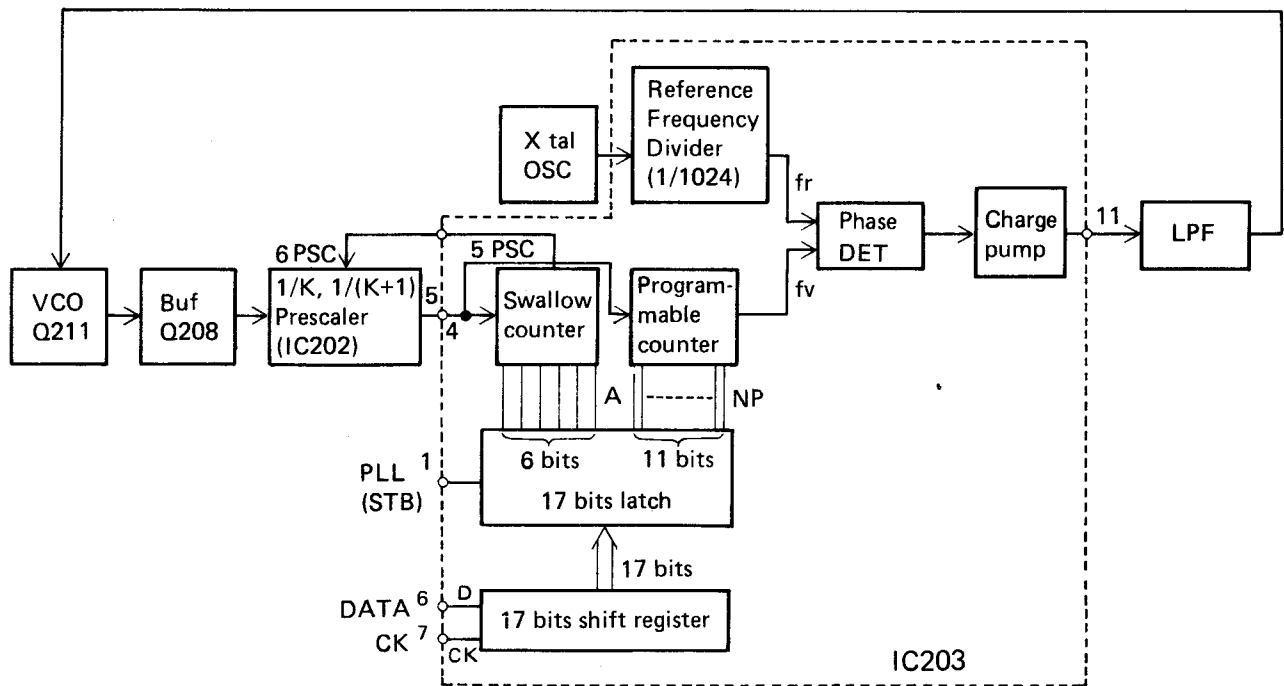 Reference
Frequency
Divider
(1/1024)
X tal
OSC
fr
Phase
DET
Charge
pump
11
LPF
6 PSC
5 PSC
VCO
Q211
Buf
Q208
1/K, 1/(K+1)
Prescaler
(IC202)
5
4
Swallow
counter
Program-
mable
counter
fv
A
NP
6 bits
11 bits
PLL
(STB)
1
17 bits latch
17 bits
DATA 6
D
CK 7
CK
17 bits shift register
IC203